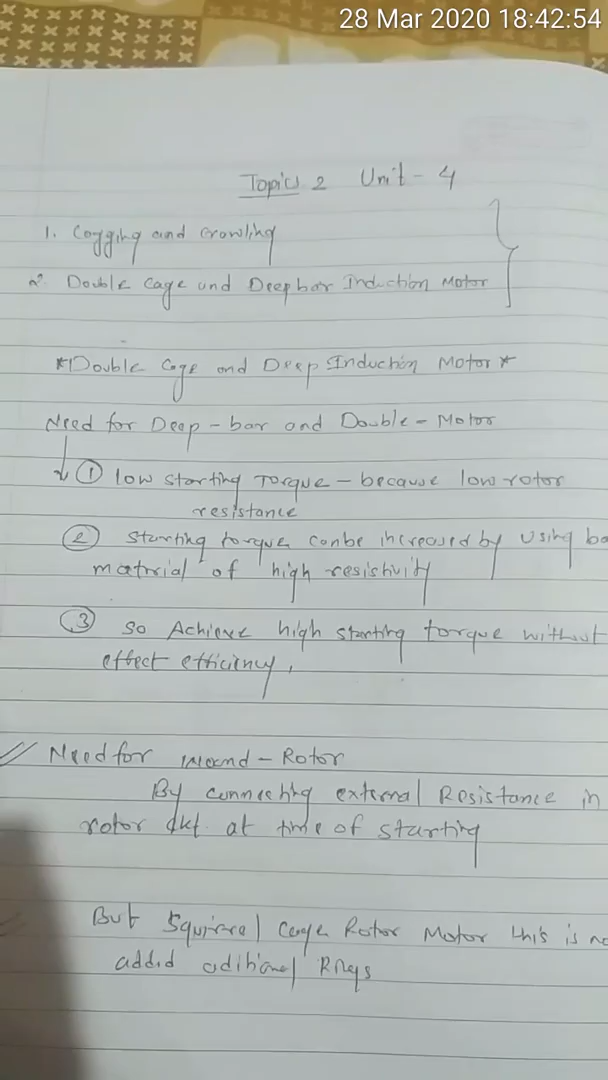 28 Mar 2020 18:42:54
Topics 2 Unit - 4
1. Cogging and crowling
2. Double cage and Deep bar Induction Motor
*Double Cage and Deep Induction Motor*
Need for Deep - bar and Double - Motor
① low starting Torque - because low rotor
resistance
② starting torque can be increased by using
matrial of high resistivity
③ so Achieve high starting torque without
effect efficiency,
Need for Wound - Rotor
By connecting external Resistance in
rotor ckt. at time of starting
But Squirrel Cage Rotor Motor this is
added aditional